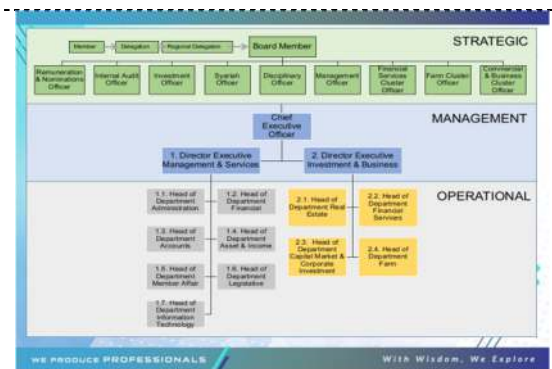 STRATEGIC
Member
Delegation
Regional Delegation
Board Member
Remuneration
& Nominations
Officer
Internal Audit
Officer
Investment
Officer
Syariah
Officer
Disciplinary
Officer
Management
Officer
Financial
Services
Cluster
Officer
Farm Cluster
Officer
Commercial
& Business
Cluster
Officer
MANAGEMENT
Chief
Executive
Officer
1. Director Executive
Management & Services
2. Director Executive
Investment & Business
OPERATIONAL
1.1. Head of
Department
Administration
1.2. Head of
Department
Financial
2.1. Head of
Department Real
Estate
2.2. Head of
Department
Financial
Services
1.3. Head of
Department
Accounts
1.4. Head of
Department
Asset & Income
2.3. Head of
Department
Capital Market &
Corporate
Investment
2.4. Head of
Department
Farm
1.5. Head of
Department
Member Affair
1.6. Head of
Department
Legislative
1.7. Head of
Department
Information
Technology
WE PRODUCE PROFESSIONALS
With Wisdom, We Explore